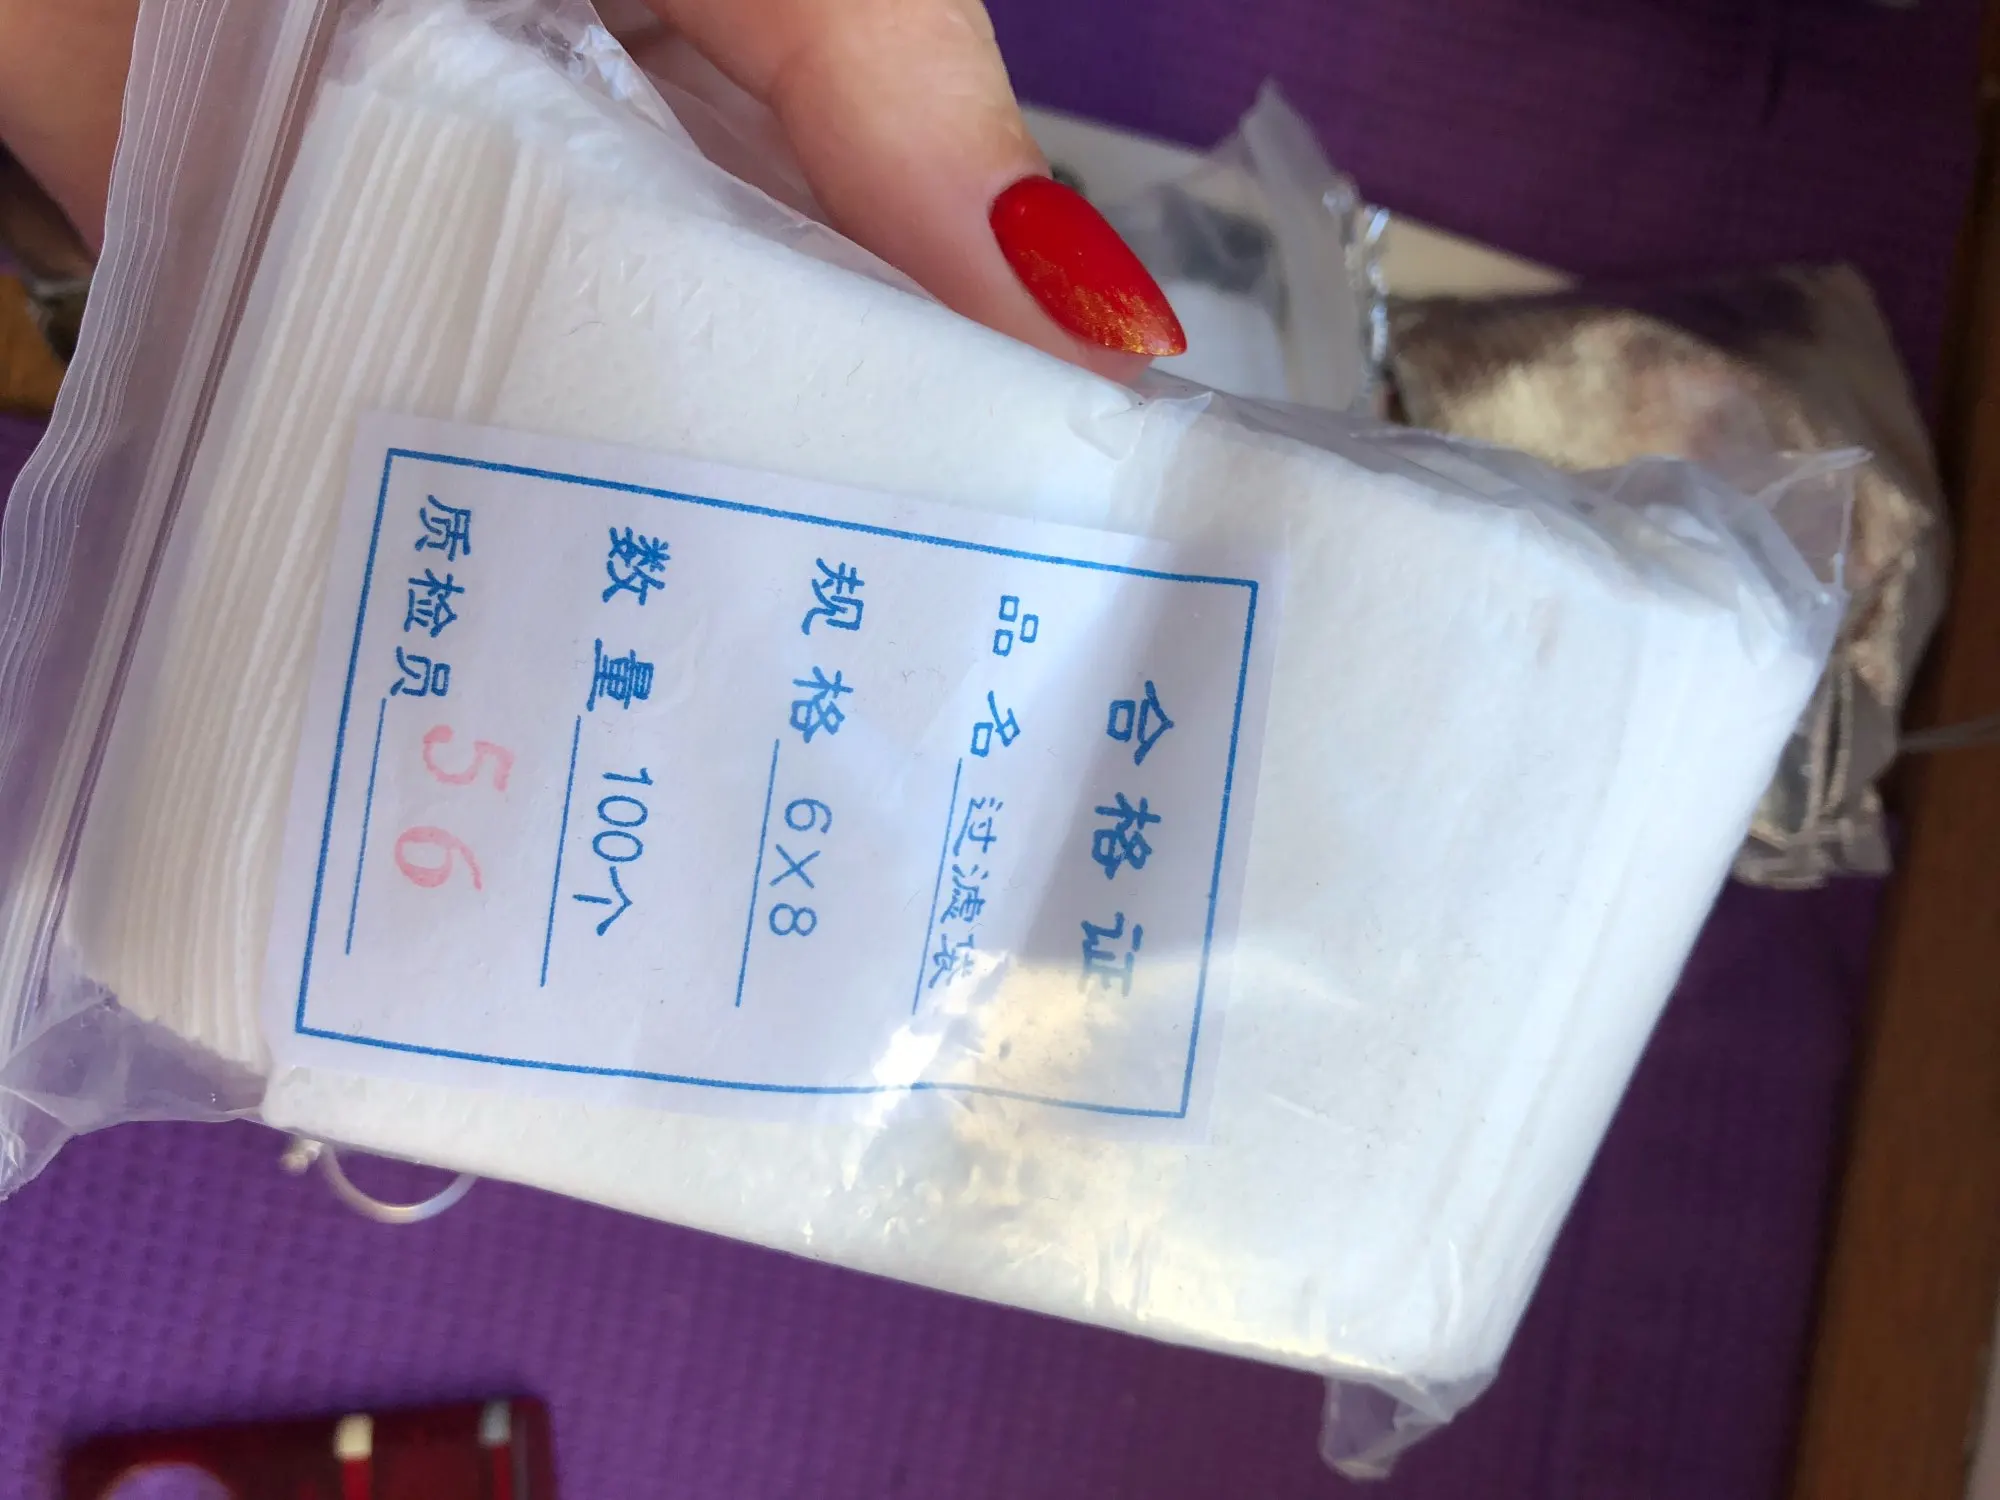 合格证
品名 过滤袋
规格 6×8
数量 100个
质检员 56